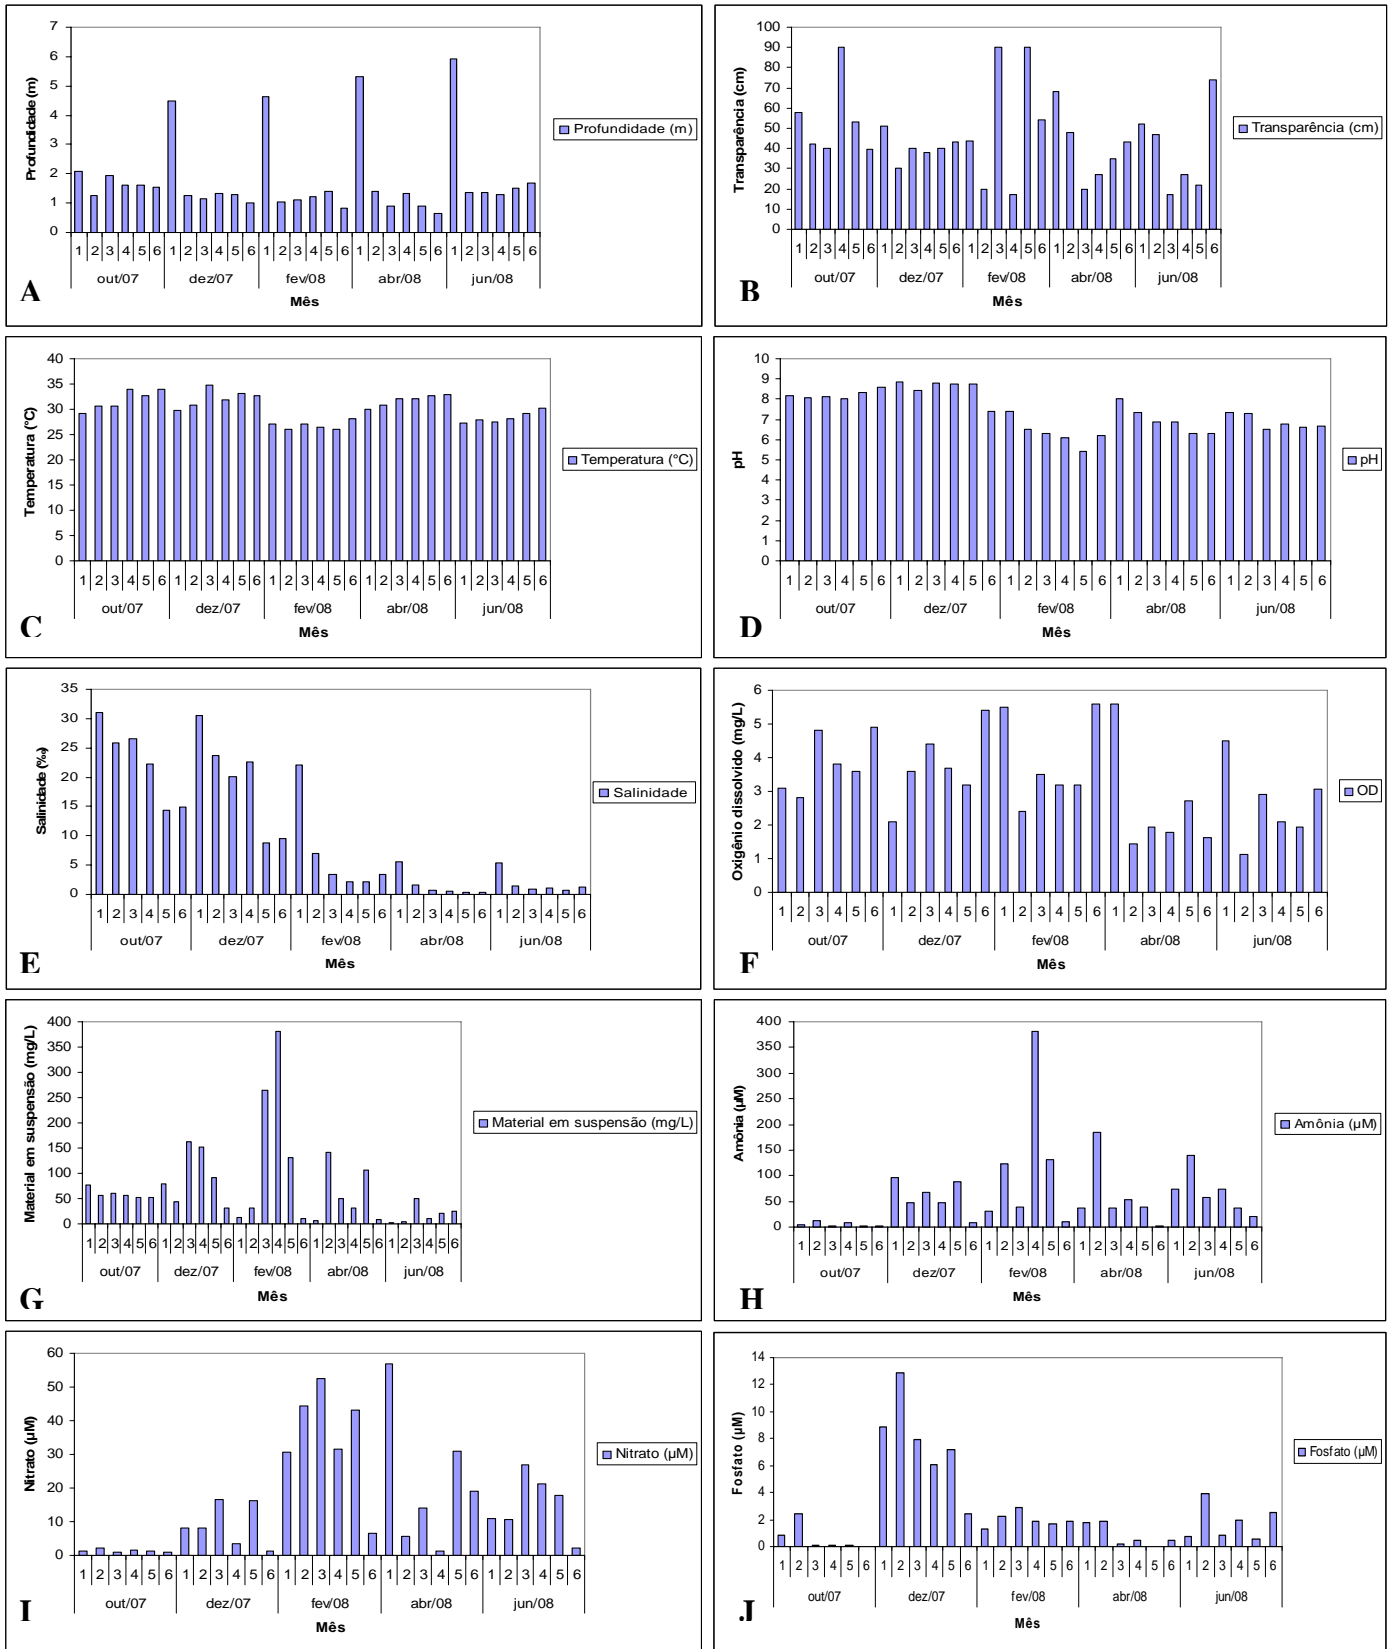 7
6
5
4
3
2
1
0
Profundidade (m)
1 2 3 4 5 6 1 2 3 4 5 6 1 2 3 4 5 6 1 2 3 4 5 6 1 2 3 4 5 6
out/07 dez/07 fev/08 abr/08 jun/08
Mês
Profundidade (m)
A
100
90
80
70
60
50
40
30
20
10
0
Transparência (cm)
1 2 3 4 5 6 1 2 3 4 5 6 1 2 3 4 5 6 1 2 3 4 5 6 1 2 3 4 5 6
out/07 dez/07 fev/08 abr/08 jun/08
Mês
Transparência (cm)
B
40
35
30
25
20
15
10
5
0
Temperatura (°C)
1 2 3 4 5 6 1 2 3 4 5 6 1 2 3 4 5 6 1 2 3 4 5 6 1 2 3 4 5 6
out/07 dez/07 fev/08 abr/08 jun/08
Mês
Temperatura (°C)
C
10
9
8
7
6
5
4
3
2
1
0
pH
1 2 3 4 5 6 1 2 3 4 5 6 1 2 3 4 5 6 1 2 3 4 5 6 1 2 3 4 5 6
out/07 dez/07 fev/08 abr/08 jun/08
Mês
pH
D
35
30
25
20
15
10
5
0
Salinidade (‰)
1 2 3 4 5 6 1 2 3 4 5 6 1 2 3 4 5 6 1 2 3 4 5 6 1 2 3 4 5 6
out/07 dez/07 fev/08 abr/08 jun/08
Mês
Salinidade
E
6
5
4
3
2
1
0
Oxigênio dissolvido (mg/L)
1 2 3 4 5 6 1 2 3 4 5 6 1 2 3 4 5 6 1 2 3 4 5 6 1 2 3 4 5 6
out/07 dez/07 fev/08 abr/08 jun/08
Mês
OD
F
400
350
300
250
200
150
100
50
0
Material em suspensão (mg/L)
1 2 3 4 5 6 1 2 3 4 5 6 1 2 3 4 5 6 1 2 3 4 5 6 1 2 3 4 5 6
out/07 dez/07 fev/08 abr/08 jun/08
Mês
Material em suspensão (mg/L)
G
400
350
300
250
200
150
100
50
0
Amônia (µM)
1 2 3 4 5 6 1 2 3 4 5 6 1 2 3 4 5 6 1 2 3 4 5 6 1 2 3 4 5 6
out/07 dez/07 fev/08 abr/08 jun/08
Mês
Amônia (µM)
H
60
50
40
30
20
10
0
Nitrato (µM)
1 2 3 4 5 6 1 2 3 4 5 6 1 2 3 4 5 6 1 2 3 4 5 6 1 2 3 4 5 6
out/07 dez/07 fev/08 abr/08 jun/08
Mês
Nitrato (µM)
I
14
12
10
8
6
4
2
0
Fosfato (µM)
1 2 3 4 5 6 1 2 3 4 5 6 1 2 3 4 5 6 1 2 3 4 5 6 1 2 3 4 5 6
out/07 dez/07 fev/08 abr/08 jun/08
Mês
Fosfato (µM)
J